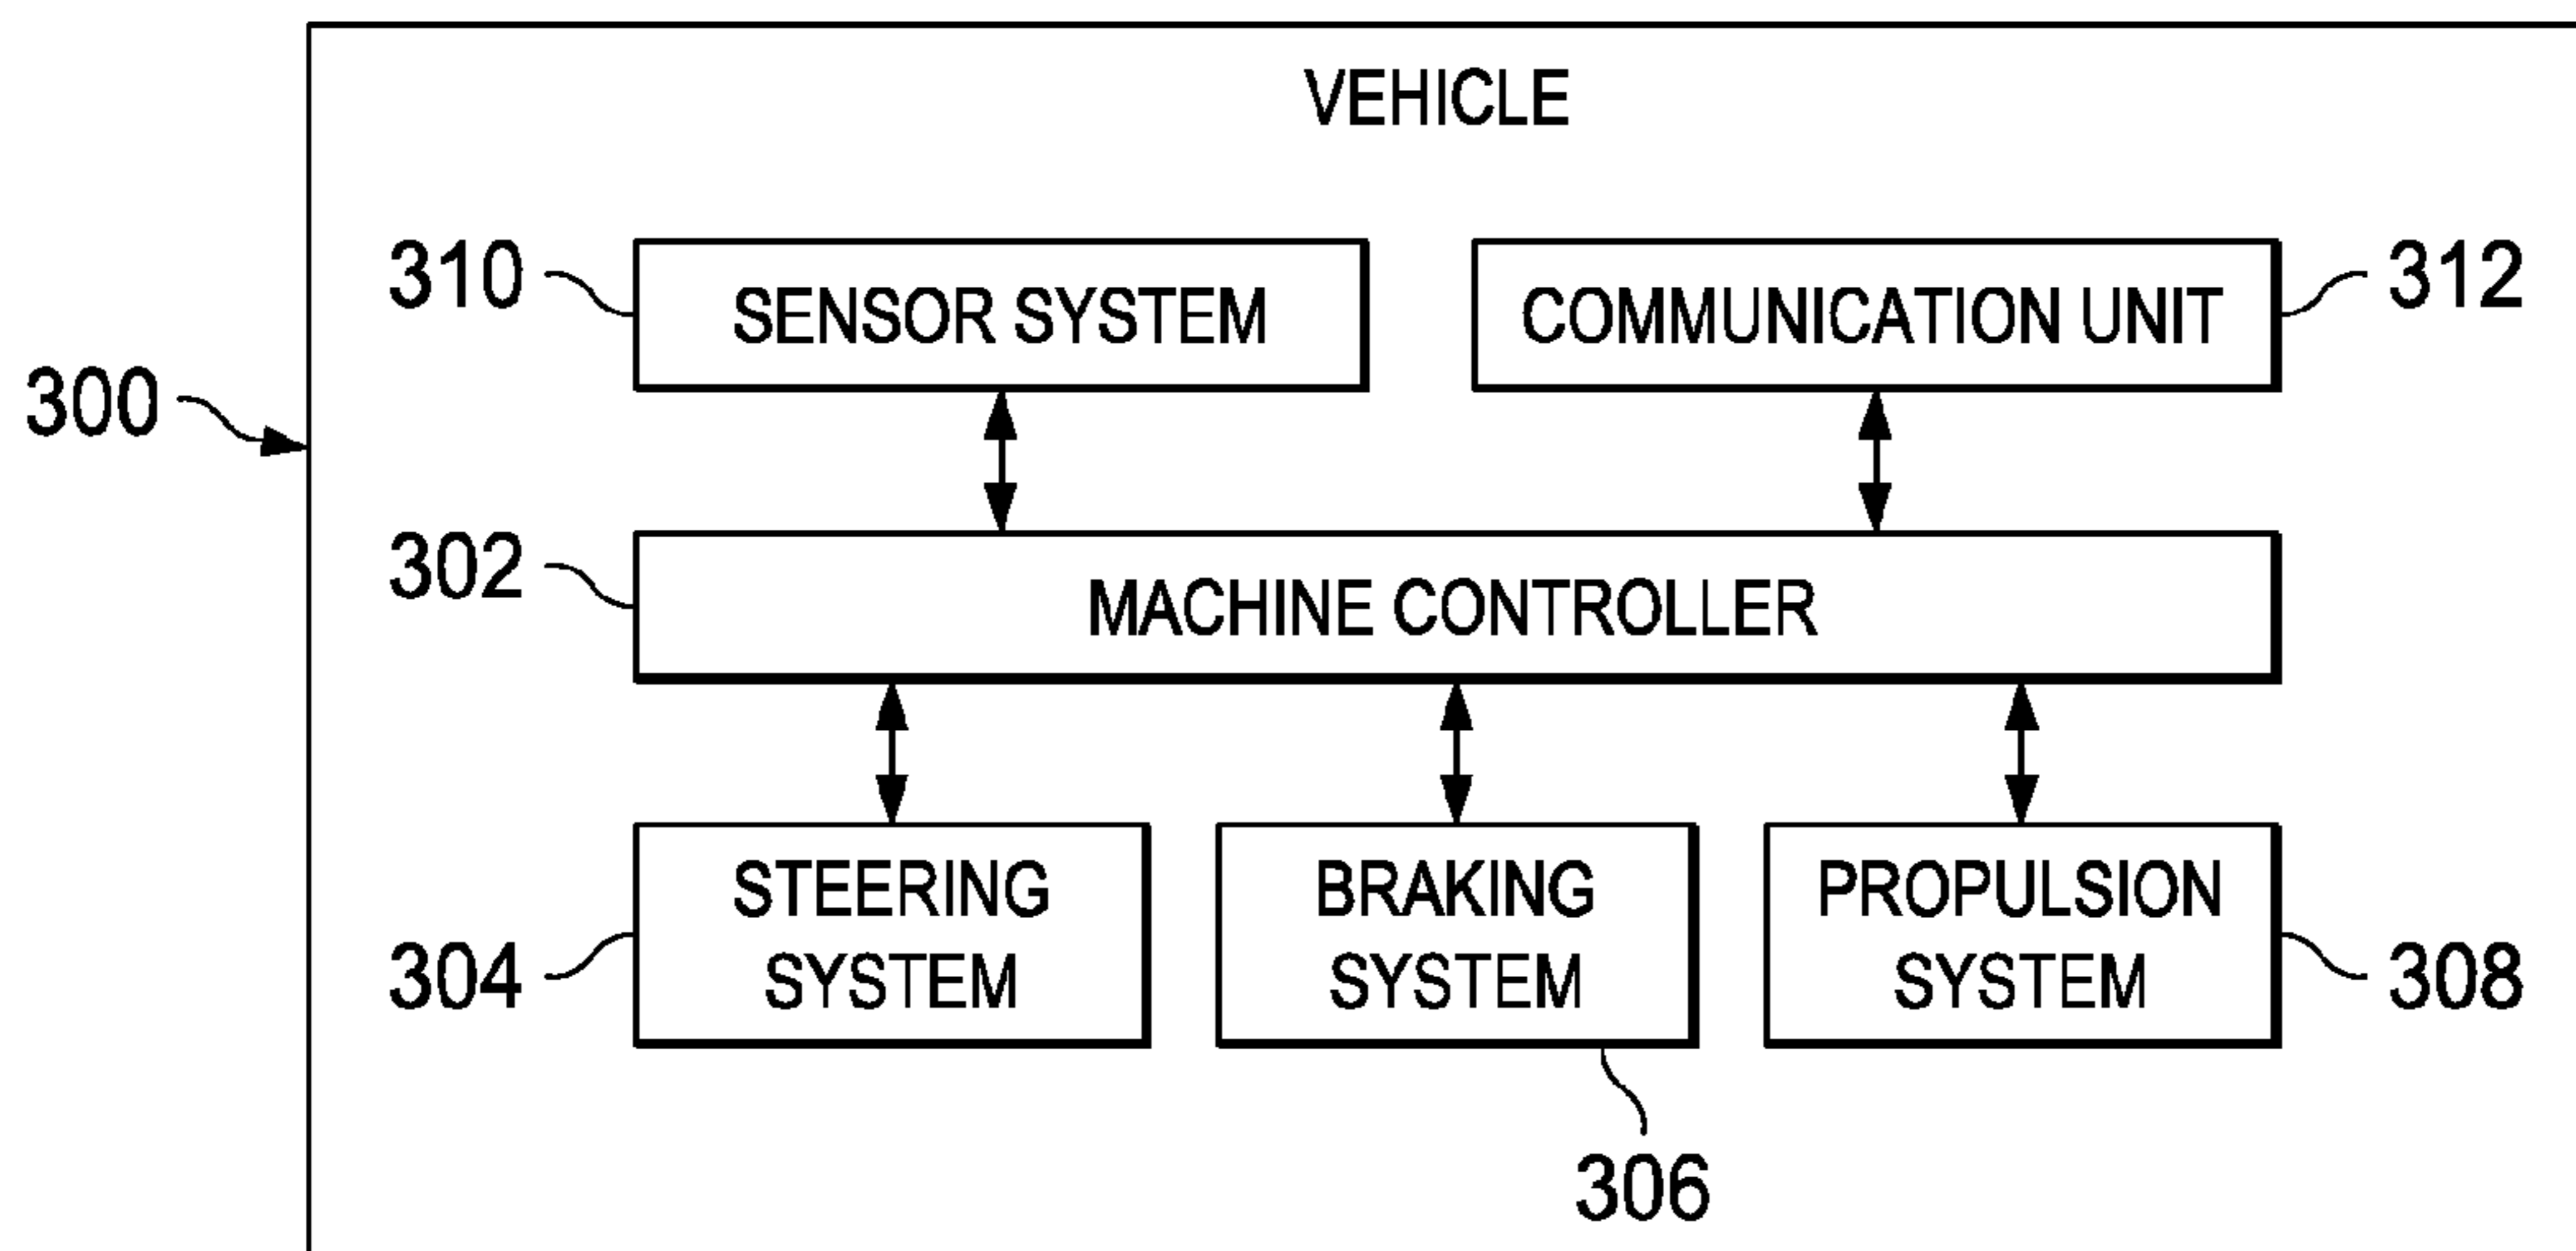 VEHICLE
310
SENSOR SYSTEM
COMMUNICATION UNIT
312
300
302
MACHINE CONTROLLER
STEERING
SYSTEM
BRAKING
SYSTEM
PROPULSION
SYSTEM
304
308
306